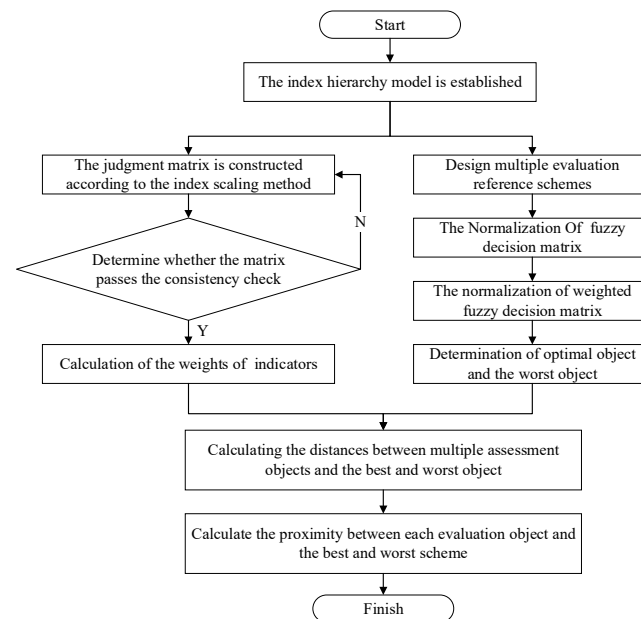 Start
The index hierarchy model is established
The judgment matrix is constructed
according to the index scaling method
Design multiple evaluation
reference schemes
N
The Normalization Of fuzzy
decision matrix
Determine whether the matrix
passes the consistency check
The normalization of weighted
fuzzy decision matrix
Y
Calculation of the weights of indicators
Determination of optimal object
and the worst object
Calculating the distances between multiple assessment
objects and the best and worst object
Calculate the proximity between each evaluation object and
the best and worst scheme
Finish